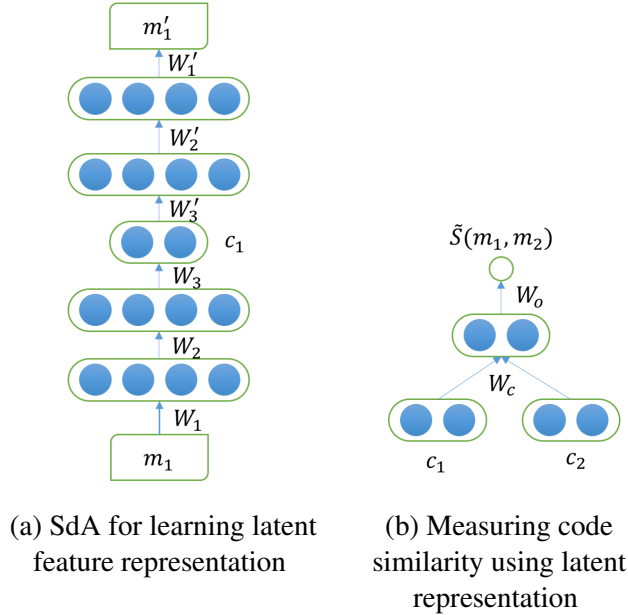 m′₁
W′₁
W′₂
W′₃
c₁
W₃
W₂
W₁
m₁
(a) SdA for learning latent
feature representation
S̃(m₁, m₂)
Wₒ
W_c
c₁ c₂
(b) Measuring code
similarity using latent
representation